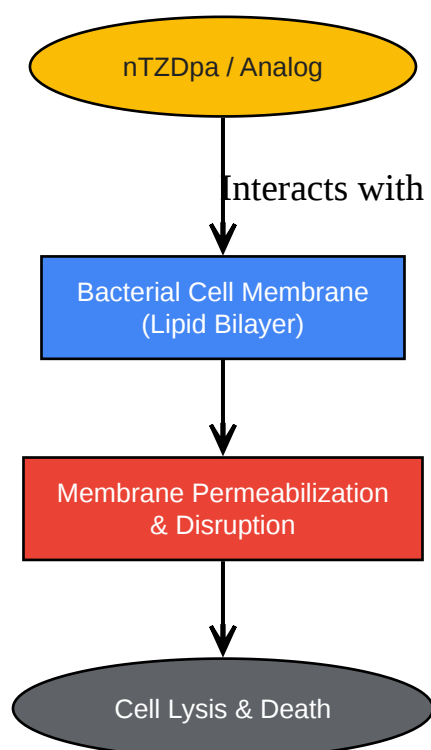 nTZDpa / Analog
Interacts with
Bacterial Cell Membrane
(Lipid Bilayer)
Membrane Permeabilization
& Disruption
Cell Lysis & Death